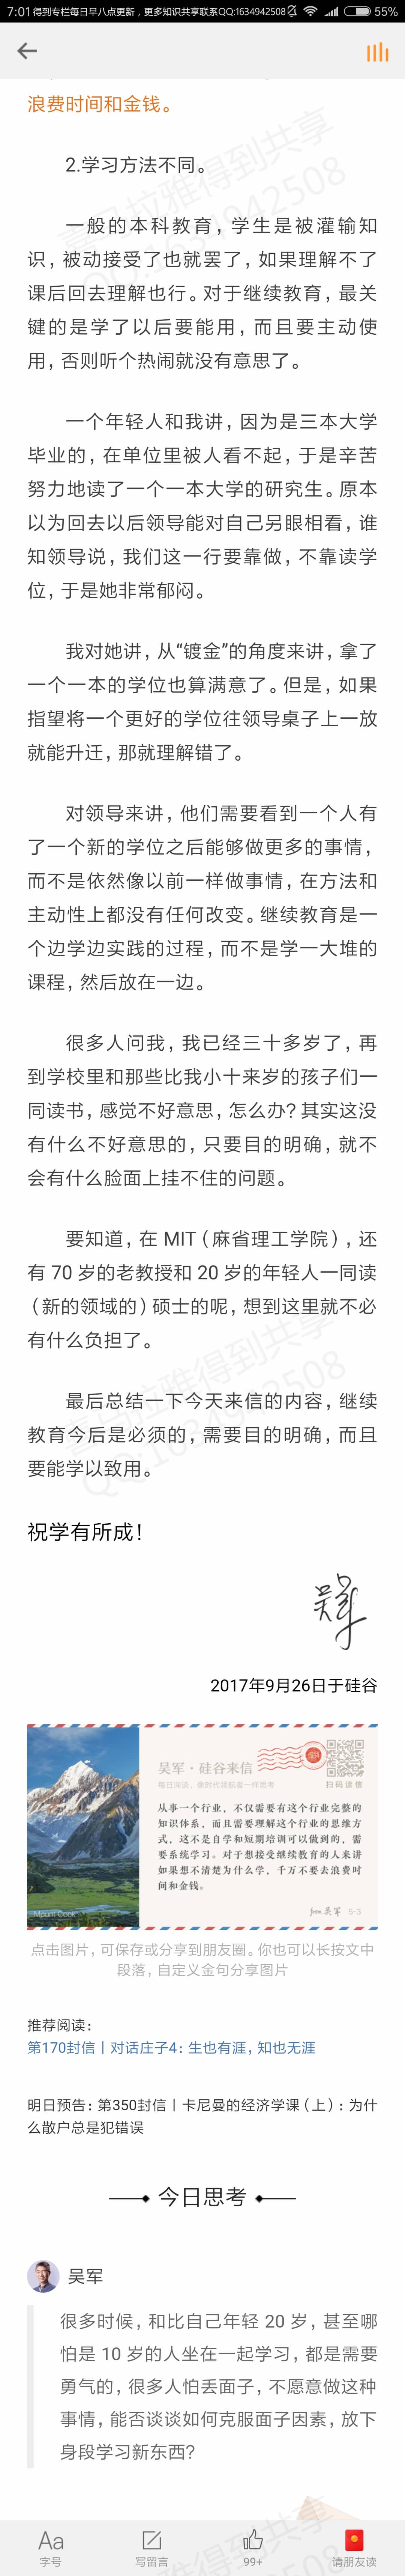 7:01 得到专栏每日早八点更新，更多知识共享联系QQ:1634942508 55%
浪费时间和金钱。
2.学习方法不同。
一般的本科教育，学生是被灌输知
识，被动接受了也就罢了，如果理解不了
课后回去理解也行。对于继续教育，最关
键的是学了以后要能用，而且要主动使
用，否则听个热闹就没有意思了。
一个年轻人和我讲，因为是三本大学
毕业的，在单位里被人看不起，于是辛苦
努力地读了一个一本大学的研究生。原本
以为回去以后领导能对自己另眼相看，谁
知领导说，我们这一行要靠做，不靠读学
位，于是她非常郁闷。
我对她讲，从“镀金”的角度来讲，拿了
一个一本的学位也算满意了。但是，如果
指望将一个更好的学位往领导桌子上一放
就能升迁，那就理解错了。
对领导来讲，他们需要看到一个人有
了一个新的学位之后能够做更多的事情，
而不是依然像以前一样做事情，在方法和
主动性上都没有任何改变。继续教育是一
个边学边实践的过程，而不是学一大堆的
课程，然后放在一边。
很多人问我，我已经三十多岁了，再
到学校里和那些比我小十来岁的孩子们一
同读书，感觉不好意思，怎么办？其实这没
有什么不好意思的，只要目的明确，就不
会有什么脸面上挂不住的问题。
要知道，在 MIT（麻省理工学院），还
有 70 岁的老教授和 20 岁的年轻人一同读
（新的领域的）硕士的呢，想到这里就不必
有什么负担了。
最后总结一下今天来信的内容，继续
教育今后是必须的，需要目的明确，而且
要能学以致用。
喜马拉雅得到共享
QQ:1634942508
祝学有所成！
吴军
2017年9月26日于硅谷
吴军·硅谷来信
每日深谈，像时代领航者一样思考
扫码读信
从事一个行业，不仅需要有这个行业完整的
知识体系，而且需要理解这个行业的思维方
式，这不是自学和短期培训可以做到的，需
要系统学习。对于想接受继续教育的人来讲
如果想不清楚为什么学，千万不要去浪费时
间和金钱。
Mount Cook
from 吴军 5-3
点击图片，可保存或分享到朋友圈。你也可以长按文中
段落，自定义金句分享图片
推荐阅读：
第170封信丨对话庄子4：生也有涯，知也无涯
明日预告：第350封信丨卡尼曼的经济学课（上）：为什
么散户总是犯错误
今日思考
吴军
很多时候，和比自己年轻 20 岁，甚至哪
怕是 10 岁的人坐在一起学习，都是需要
勇气的，很多人怕丢面子，不愿意做这种
事情，能否谈谈如何克服面子因素，放下
身段学习新东西?
Aa
字号
写留言
99+
请朋友读